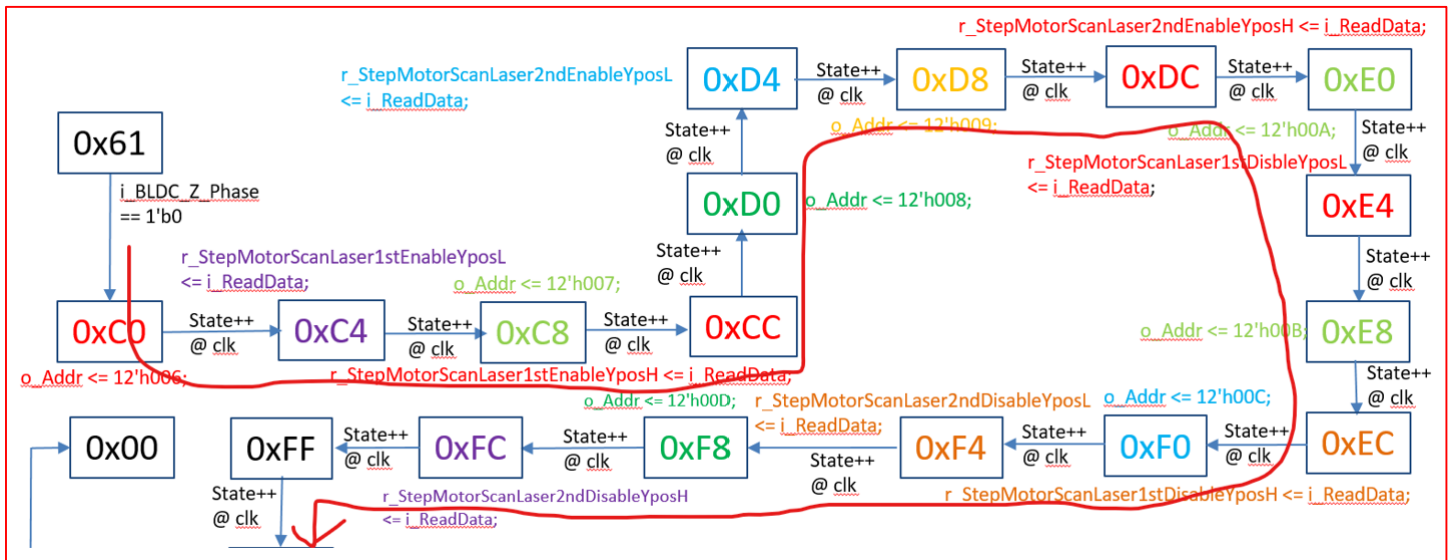 r_StepMotorScanLaser2ndEnableYposH <= i_ReadData;
r_StepMotorScanLaser2ndEnableYposL
<= i_ReadData;
0xD4
State++
@ clk
0xD8
State++
@ clk
0xDC
State++
@ clk
0xE0
o_Addr <= 12'h009;
o_Addr <= 12'h00A;
State++
@ clk
0x61
State++
@ clk
r_StepMotorScanLaser1stDisbleYposL
<= i_ReadData;
i_BLDC_Z_Phase
== 1'b0
0xD0
o_Addr <= 12'h008;
0xE4
r_StepMotorScanLaser1stEnableYposL
<= i_ReadData;
o_Addr <= 12'h007;
State++
@ clk
State++
@ clk
0xC0
State++
@ clk
0xC4
State++
@ clk
0xC8
State++
@ clk
0xCC
o_Addr <= 12'h00B;
0xE8
o_Addr <= 12'h006;
r_StepMotorScanLaser1stEnableYposH <= i_ReadData;
State++
@ clk
o_Addr <= 12'h00D;
r_StepMotorScanLaser2ndDisableYposL
<= i_ReadData;
o_Addr <= 12'h00C;
0x00
0xFF
State++
@ clk
0xFC
State++
@ clk
0xF8
State++
@ clk
0xF4
State++
@ clk
0xF0
State++
@ clk
0xEC
State++
@ clk
r_StepMotorScanLaser2ndDisableYposH
<= i_ReadData;
r_StepMotorScanLaser1stDisableYposH <= i_ReadData;